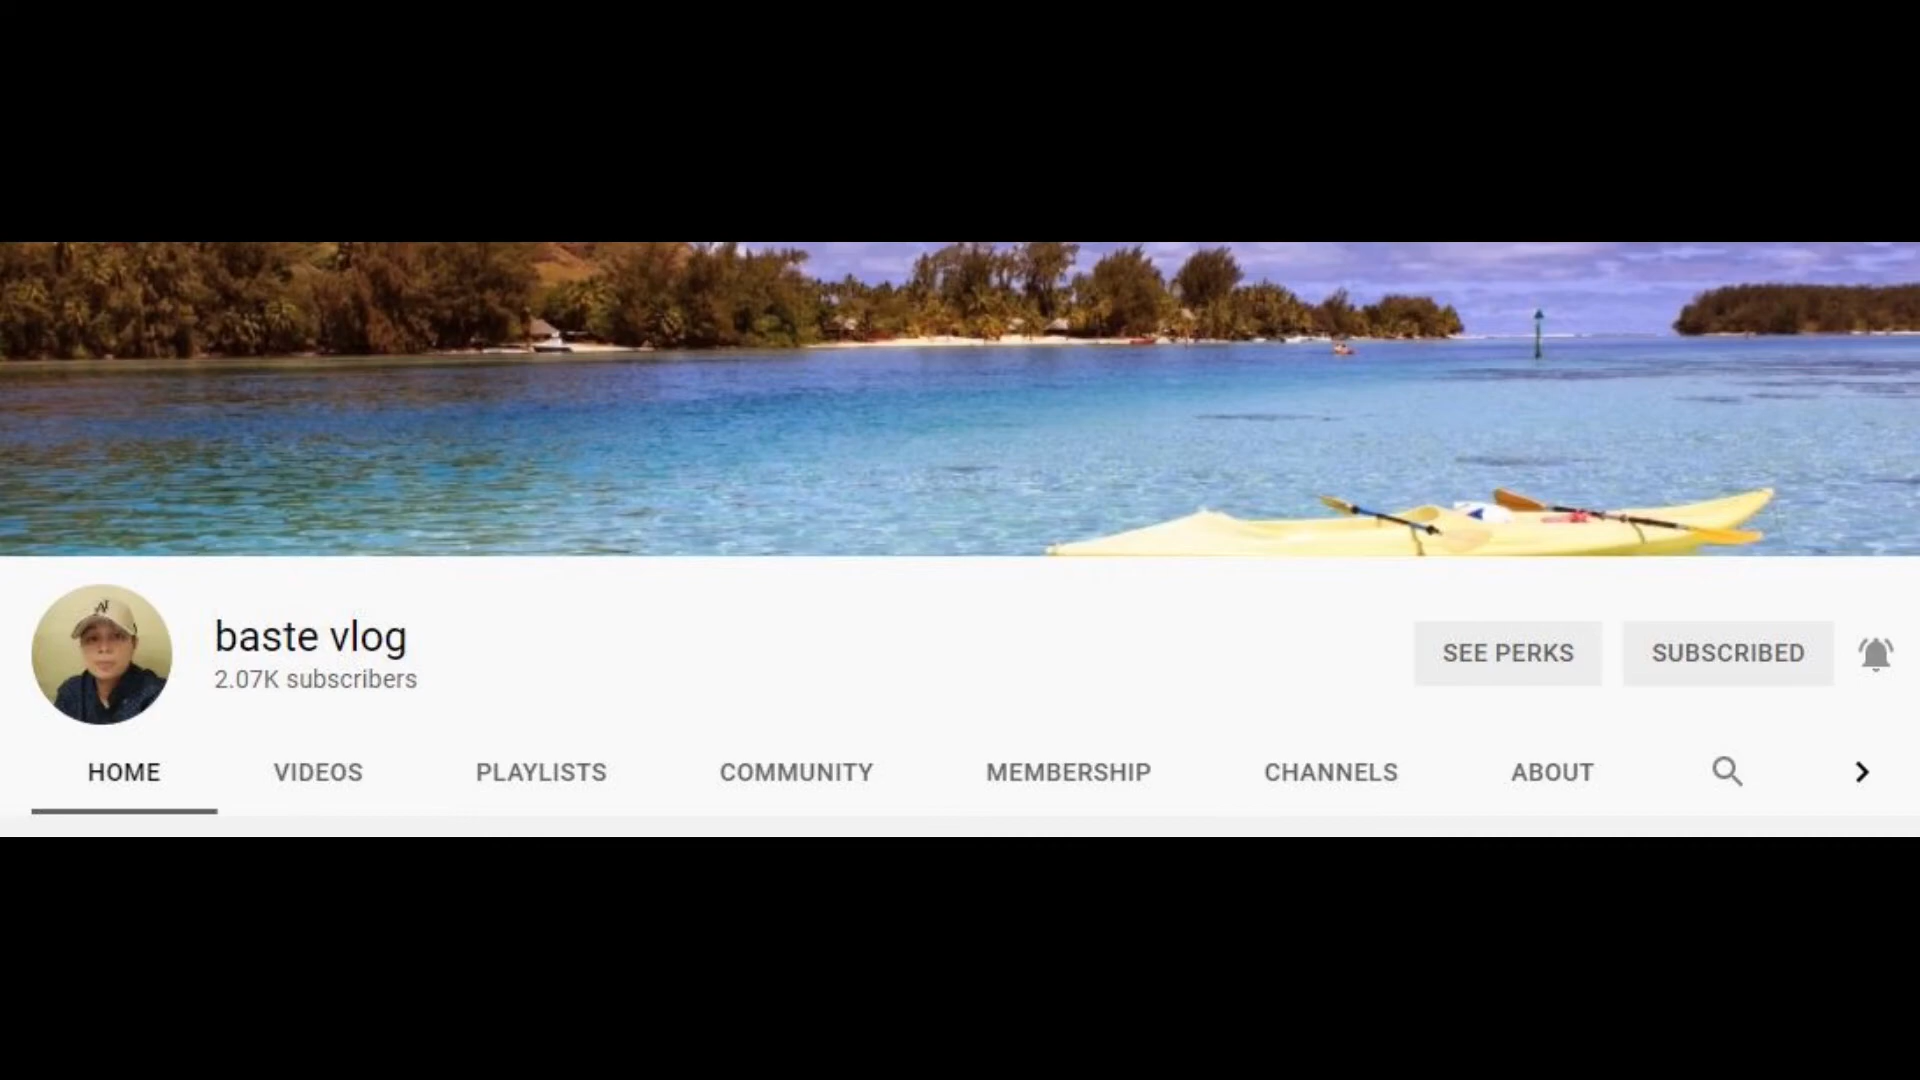 baste vlog
2.07K subscribers
SEE PERKS
SUBSCRIBED
HOME VIDEOS PLAYLISTS COMMUNITY MEMBERSHIP CHANNELS ABOUT